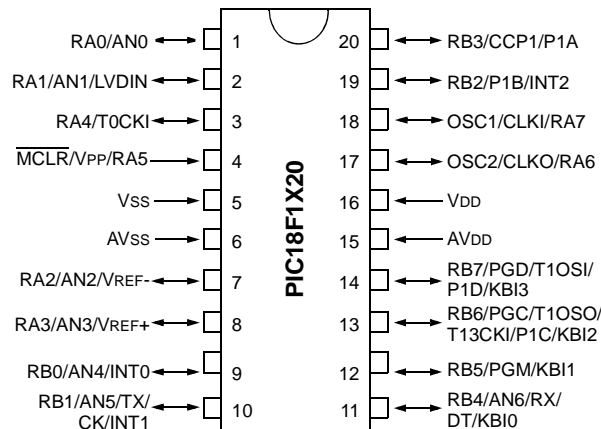 RA0/AN0 1 20 RB3/CCP1/P1A
RA1/AN1/LVDIN 2 19 RB2/P1B/INT2
RA4/T0CKI 3 18 OSC1/CLKI/RA7
MCLR/VPP/RA5 4 17 OSC2/CLKO/RA6
VSS 5 16 VDD
AVSS 6 15 AVDD
RA2/AN2/VREF- 7 14 RB7/PGD/T1OSI/
P1D/KBI3
RA3/AN3/VREF+ 8 13 RB6/PGC/T1OSO/
T13CKI/P1C/KBI2
RB0/AN4/INT0 9 12 RB5/PGM/KBI1
RB1/AN5/TX/ 10 11 RB4/AN6/RX/
CK/INT1 DT/KBI0
PIC18F1X20